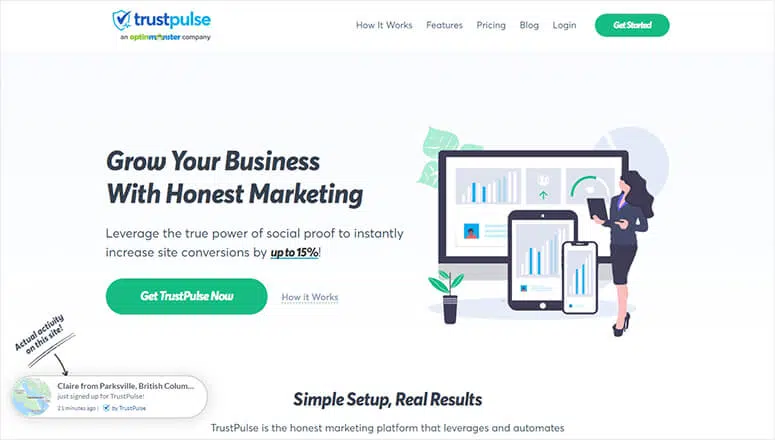 trustpulse
an optinmonster company
How It Works Features Pricing Blog Login Get Started
Grow Your Business
With Honest Marketing
Leverage the true power of social proof to instantly
increase site conversions by up to 15%!
Get TrustPulse Now How it Works
Actual activity
on this site!
Claire from Parksville, British Colum...
just signed up for TrustPulse!
21 minutes ago | by TrustPulse
Simple Setup, Real Results
TrustPulse is the honest marketing platform that leverages and automates